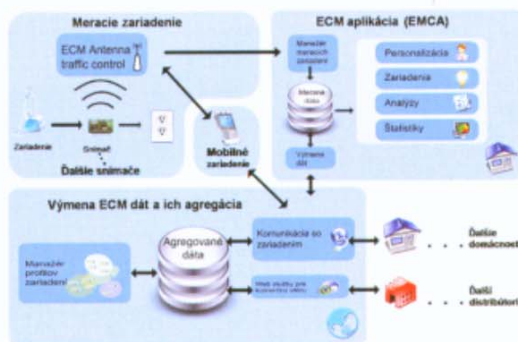 Meracie zariadenie
ECM Antenna
traffic control
Zariadenie
Snímač
Ďalšie snímače
Mobilné
zariadenie
ECM aplikácia (EMCA)
Manažér
meracích
zariadení
Merané
dáta
Výmena
dát
Personalizácia
Zariadenia
Analýzy
Štatistiky
Výmena ECM dát a ich agregácia
Manažér
profilov
zariadení
Agregované
dáta
Komunikácia so
zariadením
Web služby pre
Ďalšie
domácnosti
Ďalší
distribútori